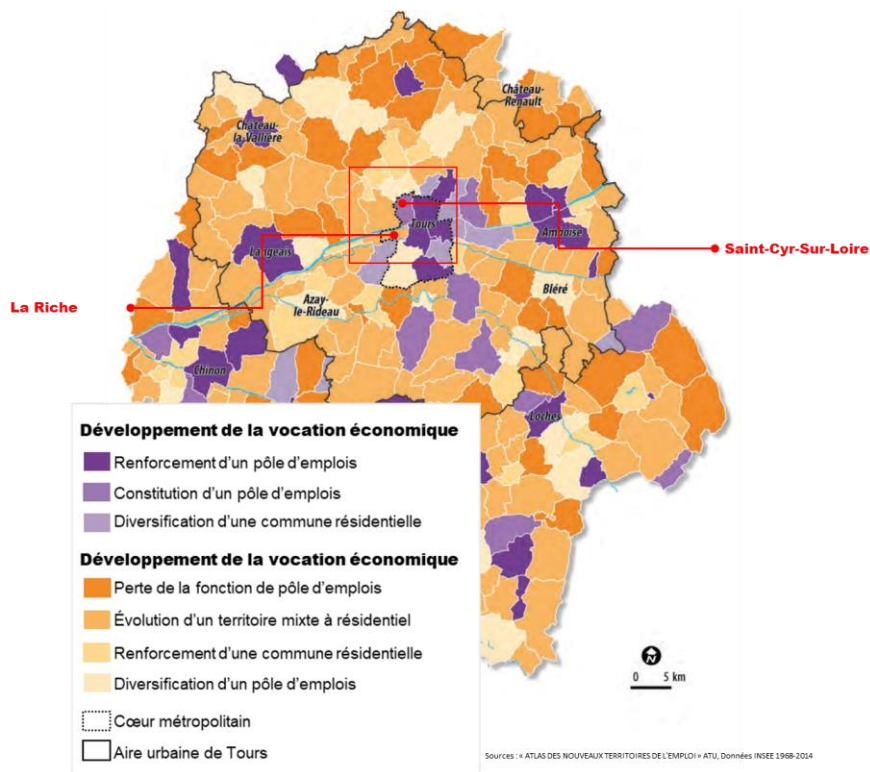 Château-
Renault
Château-
la Vallière
Tours
Amboise
Saint-Cyr-Sur-Loire
Langeais
La Riche
Bléré
Azay-
le-Rideau
Chinon
Loches
Développement de la vocation économique
Renforcement d'un pôle d'emplois
Constitution d'un pôle d'emplois
Diversification d'une commune résidentielle
Développement de la vocation économique
Perte de la fonction de pôle d'emplois
Évolution d'un territoire mixte à résidentiel
Renforcement d'une commune résidentielle
Diversification d'un pôle d'emplois
Cœur métropolitain
Aire urbaine de Tours
N
0 5 km
Sources : « ATLAS DES NOUVEAUX TERRITOIRES DE L'EMPLOI » ATU, Données INSEE 1968-2014